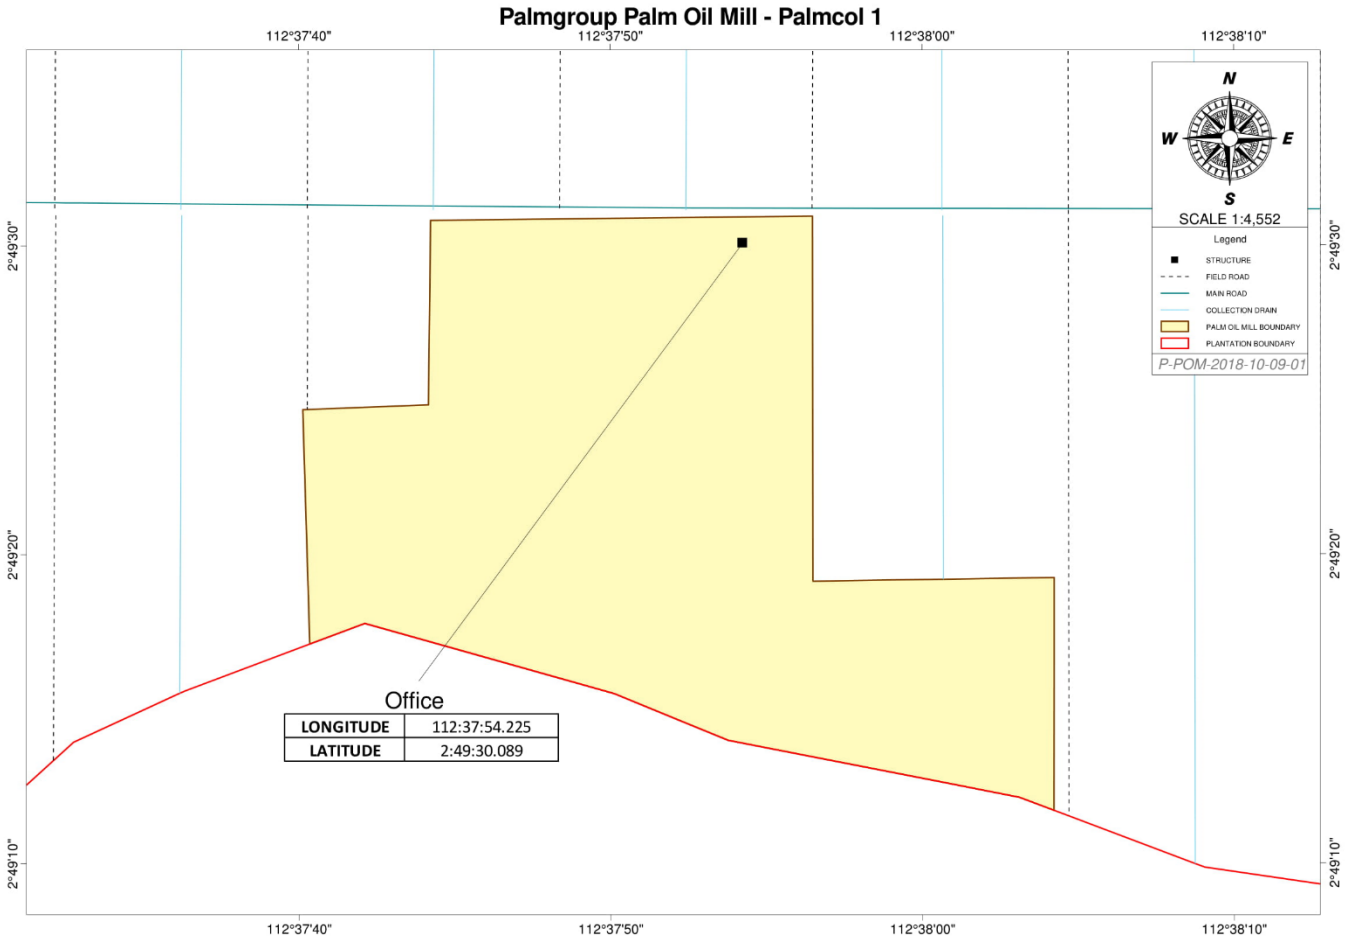 Palmgroup Palm Oil Mill - Palmcol 1
112°37'40" 112°37'50" 112°38'00" 112°38'10"
N
W E
S
SCALE 1:4,552
Legend
STRUCTURE
FIELD ROAD
MAIN ROAD
COLLECTION DRAIN
PALM OIL MILL BOUNDARY
PLANTATION BOUNDARY
P-POM-2018-10-09-01
2°49'30" 2°49'30"
2°49'20" 2°49'20"
Office
LONGITUDE 112:37:54.225
LATITUDE 2:49:30.089
2°49'10" 2°49'10"
112°37'40" 112°37'50" 112°38'00" 112°38'10"